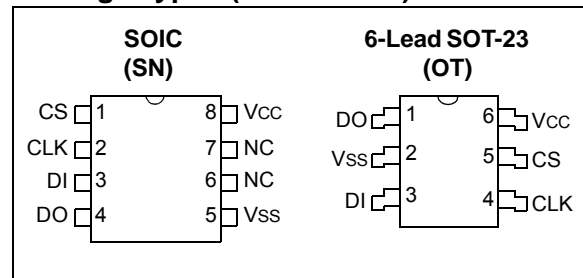 SOIC
(SN)
CS 1 8 VCC
CLK 2 7 NC
DI 3 6 NC
DO 4 5 VSS
6-Lead SOT-23
(OT)
DO 1 6 VCC
VSS 2 5 CS
DI 3 4 CLK